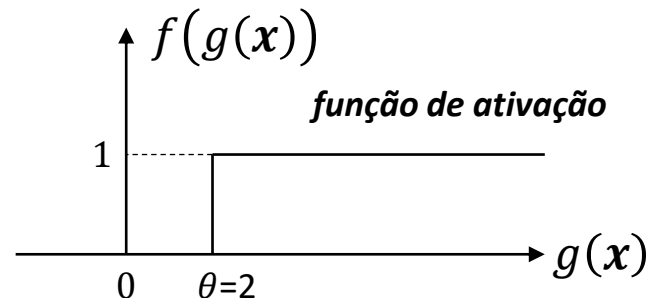 f(g(𝒙))
função de ativação
1
g(𝒙)
0 θ=2